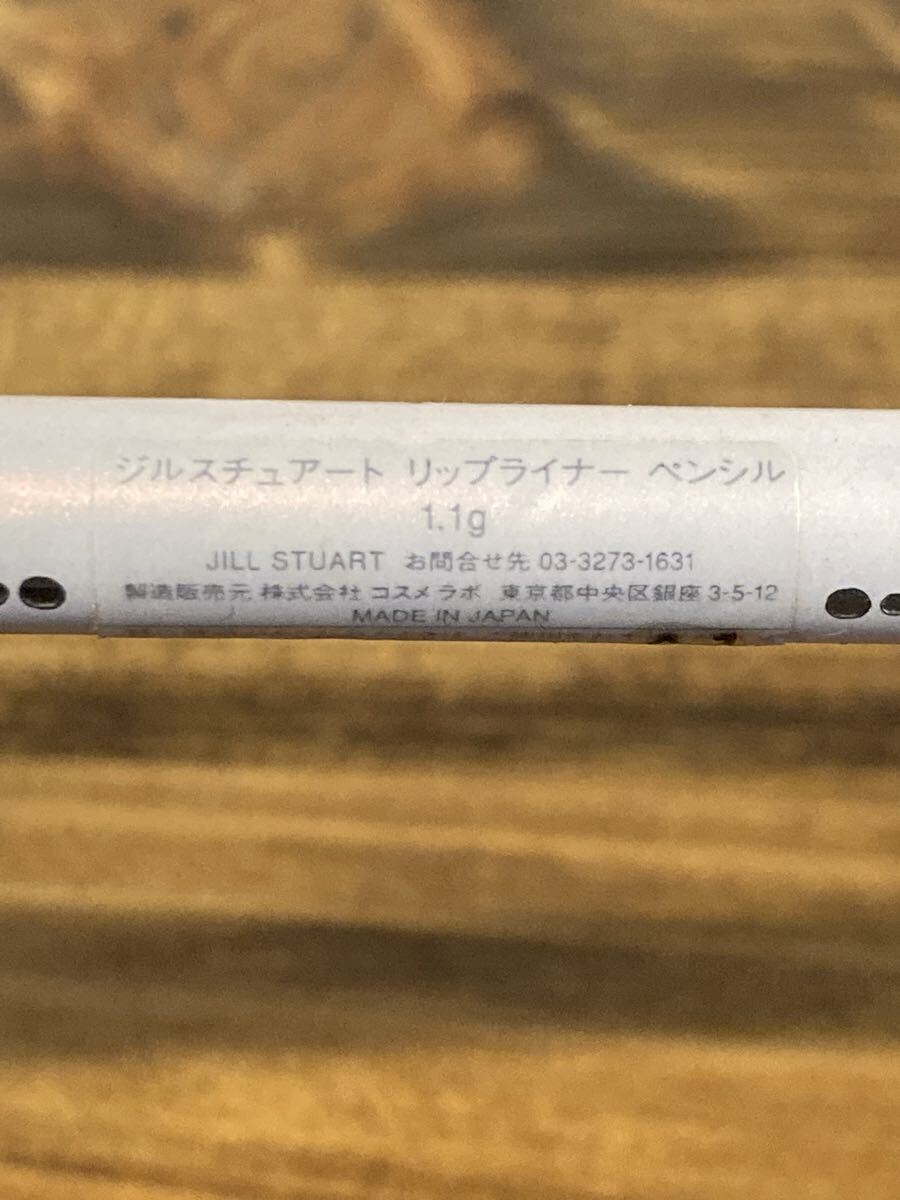 ジルスチュアート リップライナー ペンシル
1.1g
JILL STUART お問合せ先 03-3273-1631
製造販売元 株式会社 コスメラボ 東京都中央区銀座 3-5-12
MADE IN JAPAN